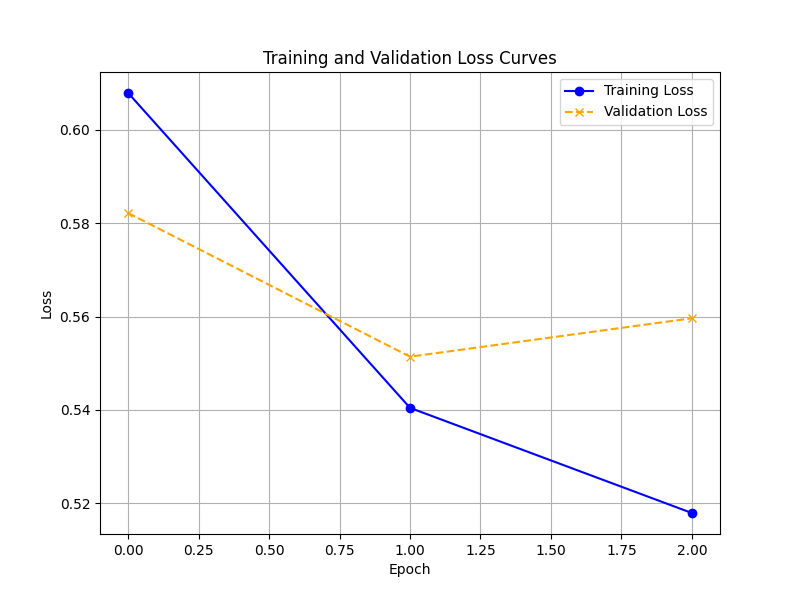 Training and Validation Loss Curves
Training Loss
Validation Loss
0.60
0.58
0.56
0.54
0.52
Loss
0.00 0.25 0.50 0.75 1.00 1.25 1.50 1.75 2.00
Epoch